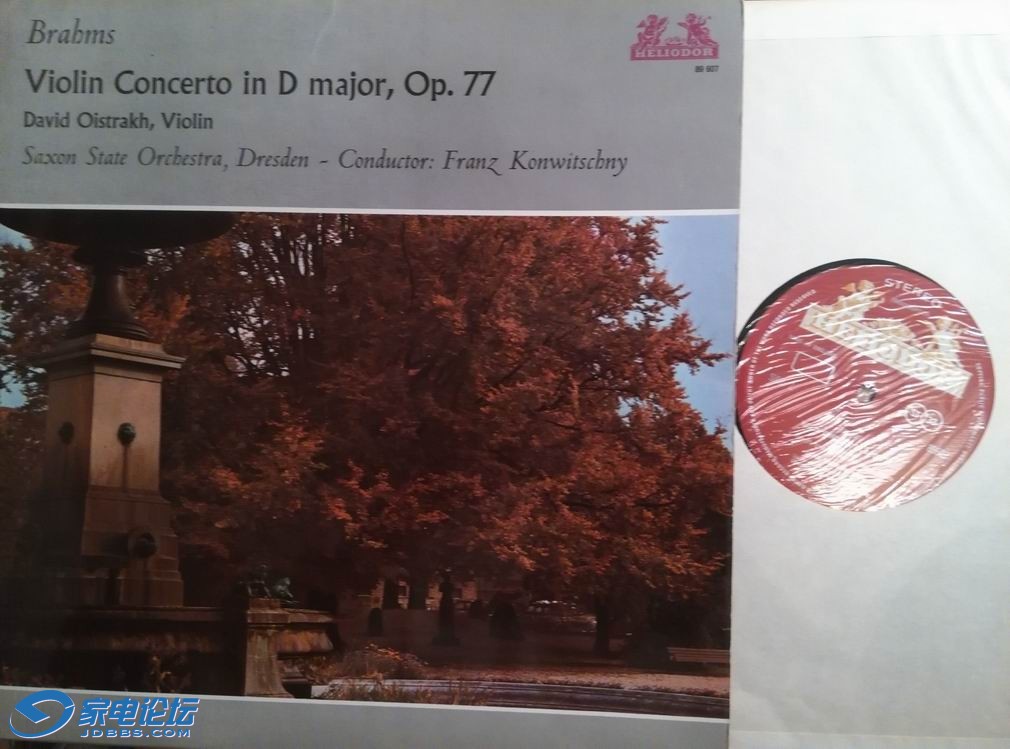 Brahms
HELIODOR
89 607
Violin Concerto in D major, Op. 77
David Oistrakh, Violin
Saxon State Orchestra, Dresden – Conductor: Franz Konwitschny
STEREO
家电论坛
JDBBS.COM